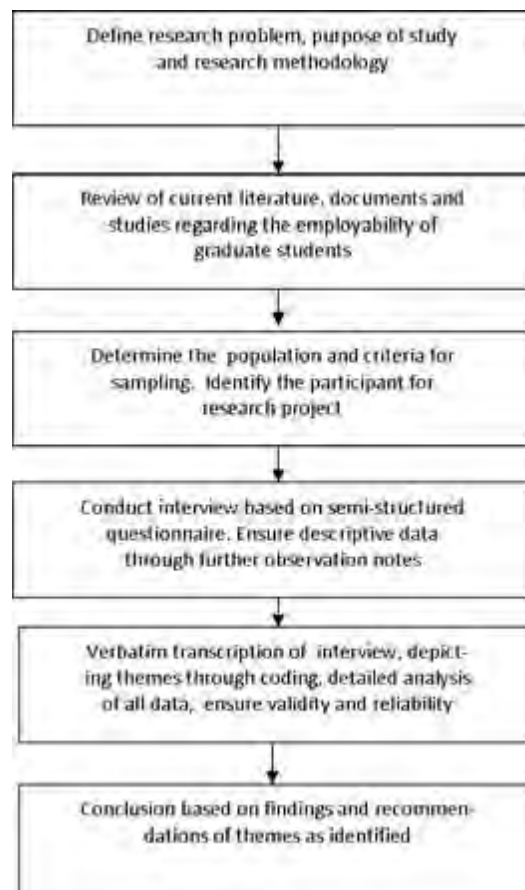 Define research problem, purpose of study
and research methodology
Review of current literature, documents and
studies regarding the employability of
graduate students
Determine the population and criteria for
sampling. Identify the participant for
research project
Conduct interview based on semi-structured
questionnaire. Ensure descriptive data
through further observation notes
Verbatim transcription of interview, depict-
ing themes through coding, detailed analysis
of all data, ensure validity and reliability
Conclusion based on findings and recommen-
dations of themes as identified